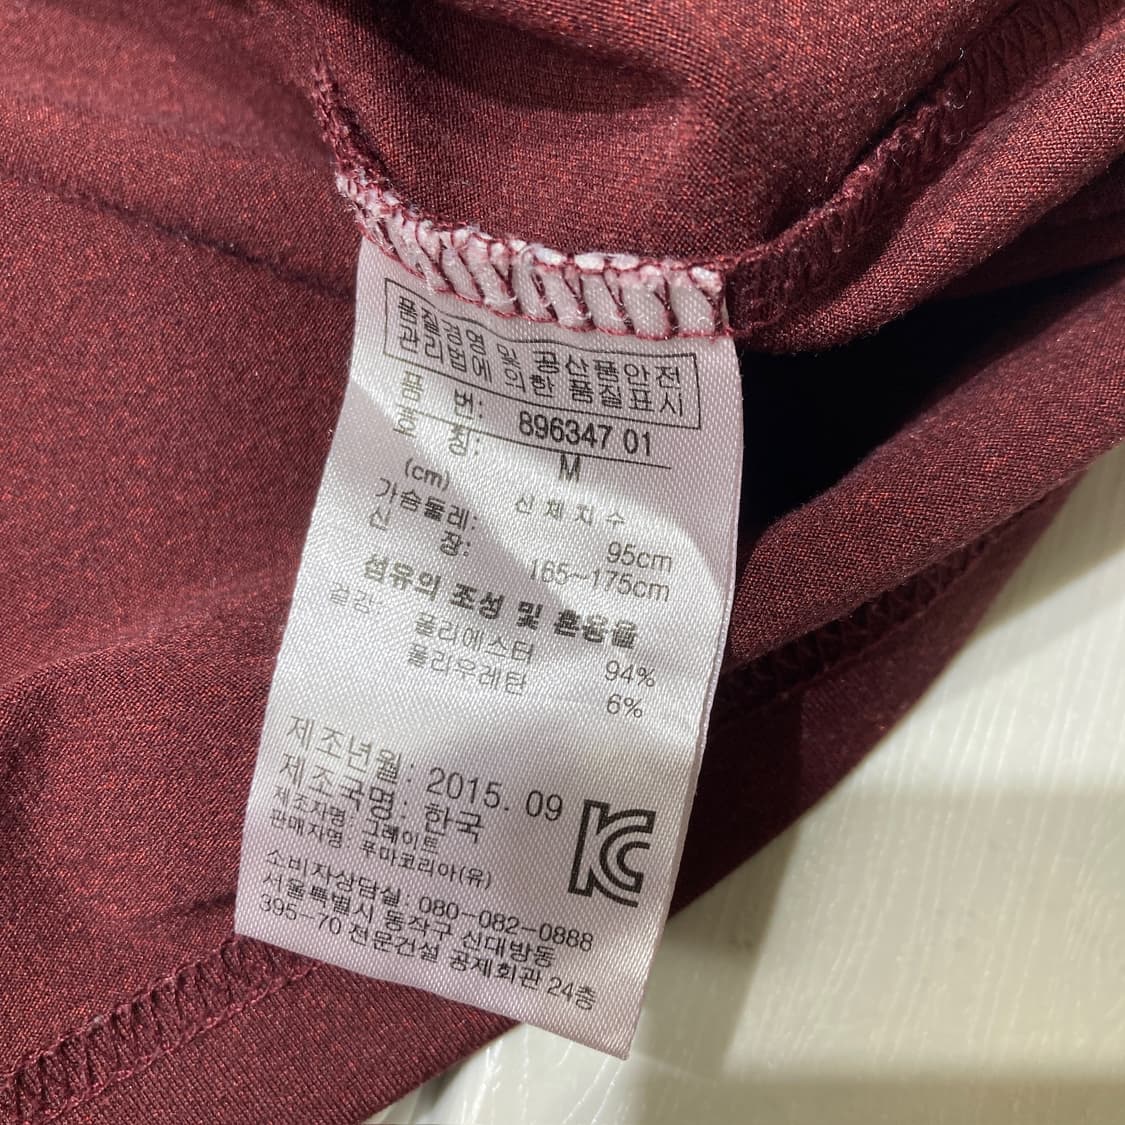 품질경영 및 공산품안전
관리법에 의한 품질표시
품 번: 896347 01
호 칭: M
(cm) 신체치수
가슴둘레: 95cm
신 장: 165~175cm
섬유의 조성 및 혼용율
겉감: 폴리에스터 94%
폴리우레탄 6%
제조년월: 2015. 09
제조국명: 한국
제조자명: 그레이트
판매자명: 푸마코리아(유)
소비자상담실: 080-082-0888
서울특별시 동작구 신대방동
395-70 전문건설 공제회관 24층
KC